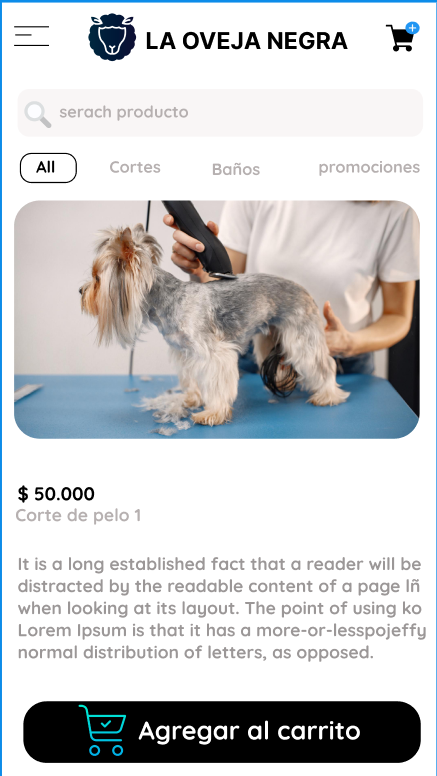 LA OVEJA NEGRA
serach producto
All
Cortes
Baños
promociones
$ 50.000
Corte de pelo 1
It is a long established fact that a reader will be
distracted by the readable content of a page lñ
when looking at its layout. The point of using ko
Lorem Ipsum is that it has a more-or-lesspojeffy
normal distribution of letters, as opposed.
Agregar al carrito